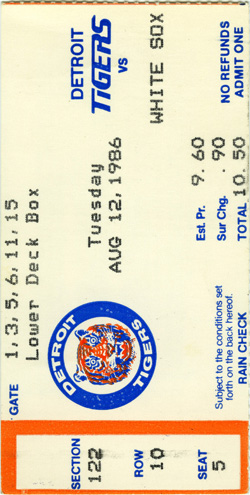 DETROIT
TIGERS
VS
WHITE SOX
Tuesday
AUG 12, 1986
NO REFUNDS
ADMIT ONE
Est. Pr. 9.60
Sur Chg. .90
TOTAL 10.50
GATE 1,3,5,6,11,15
Lower Deck Box
DETROIT TIGERS
Subject to the conditions set
forth on the back hereof.
RAIN CHECK
SECTION 122
ROW 10
SEAT 5